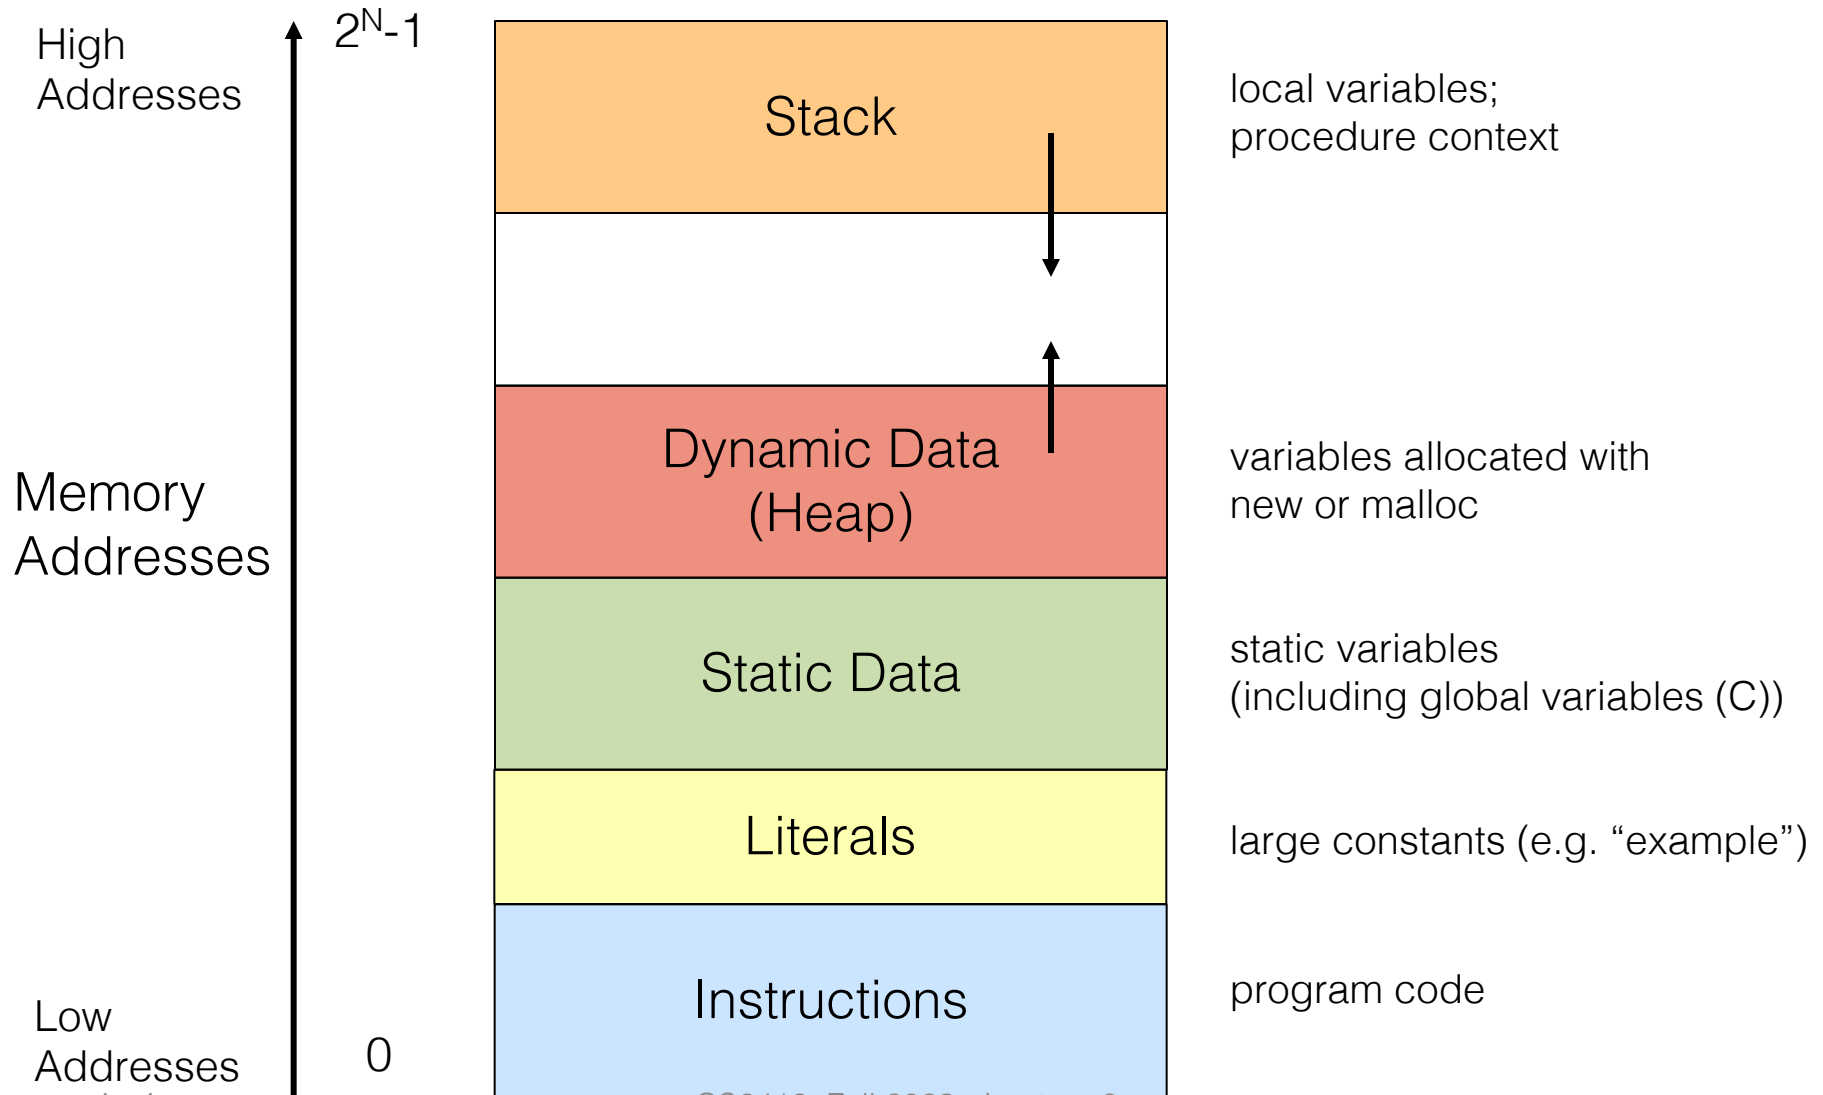 High
Addresses
2ᴺ-1
Stack
local variables;
procedure context
Memory
Addresses
Dynamic Data
(Heap)
variables allocated with
new or malloc
Static Data
static variables
(including global variables (C))
Literals
large constants (e.g. “example”)
Instructions
program code
Low
Addresses
0